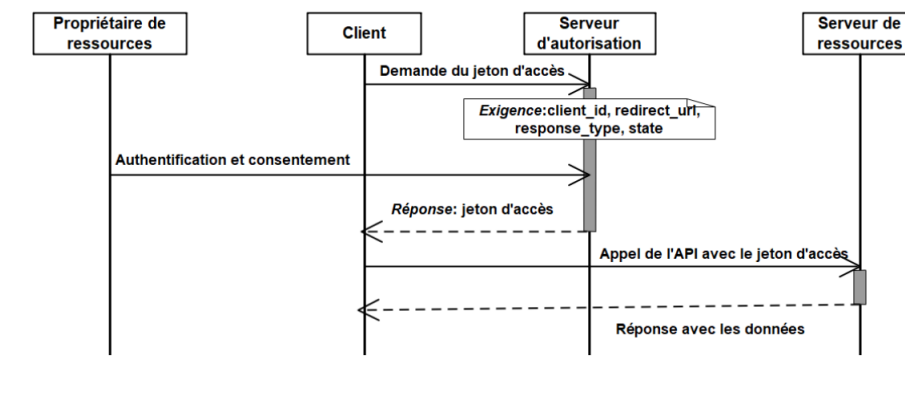 Propriétaire de
ressources
Client
Serveur
d'autorisation
Serveur de
ressources
Demande du jeton d'accès
Exigence:client_id, redirect_url,
response_type, state
Authentification et consentement
Réponse: jeton d'accès
Appel de l'API avec le jeton d'accès
Réponse avec les données